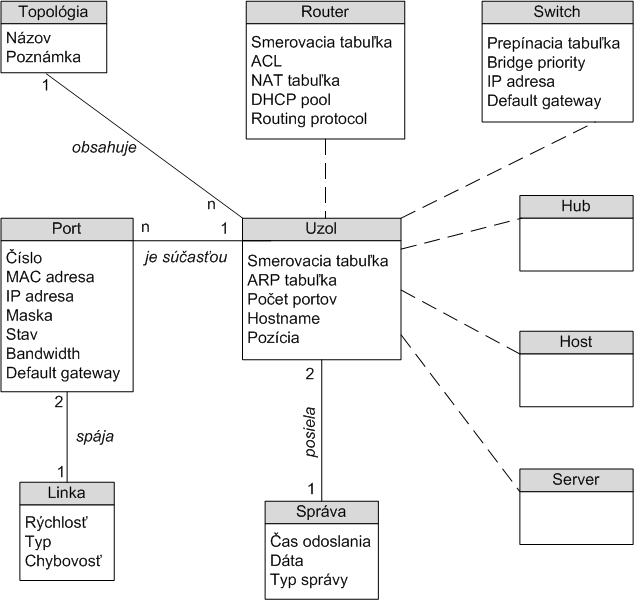 Topológia
Názov
Poznámka
1
Router
Smerovacia tabuľka
ACL
NAT tabuľka
DHCP pool
Routing protocol
Switch
Prepínacia tabuľka
Bridge priority
IP adresa
Default gateway
obsahuje
n
Port
Číslo
MAC adresa
IP adresa
Maska
Stav
Bandwidth
Default gateway
n
1
je súčasťou
Uzol
Smerovacia tabuľka
ARP tabuľka
Počet portov
Hostname
Pozícia
Hub
Host
Server
2
spája
1
2
posiela
1
Linka
Rýchlosť
Typ
Chybovosť
Správa
Čas odoslania
Dáta
Typ správy